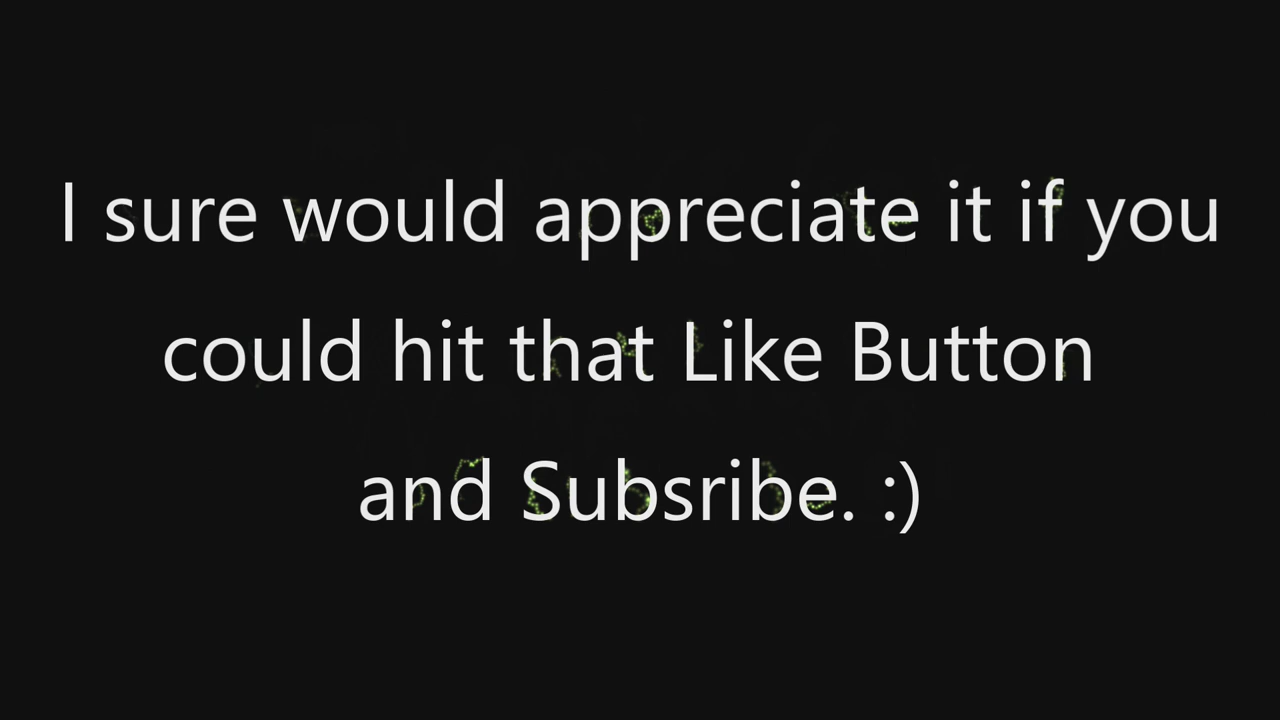 I sure would appreciate it if you
could hit that Like Button
and Subsribe. :)